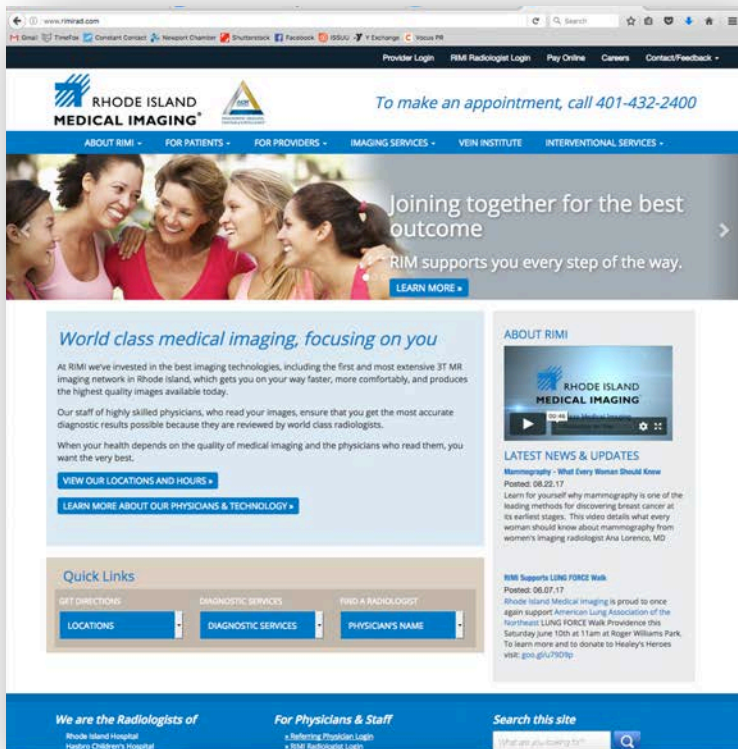 www.rimirad.com
Search
Gmail TimeFox Constant Contact Newport Chamber Shutterstock Facebook ISSUU Y Exchange Vocus PR
Provider Login RIMI Radiologist Login Pay Online Careers Contact/Feedback
RHODE ISLAND
MEDICAL IMAGING®
ACR
To make an appointment, call 401-432-2400
ABOUT RIMI FOR PATIENTS FOR PROVIDERS IMAGING SERVICES VEIN INSTITUTE INTERVENTIONAL SERVICES
Joining together for the best
outcome
RIM supports you every step of the way.
LEARN MORE »
World class medical imaging, focusing on you
At RIMI we've invested in the best imaging technologies, including the first and most extensive 3T MR
imaging network in Rhode Island, which gets you on your way faster, more comfortably, and produces
the highest quality images available today.
Our staff of highly skilled physicians, who read your images, ensure that you get the most accurate
diagnostic results possible because they are reviewed by world class radiologists.
When your health depends on the quality of medical imaging and the physicians who read them, you
want the very best.
VIEW OUR LOCATIONS AND HOURS »
LEARN MORE ABOUT OUR PHYSICIANS & TECHNOLOGY »
Quick Links
GET DIRECTIONS DIAGNOSTIC SERVICES FIND A RADIOLOGIST
LOCATIONS DIAGNOSTIC SERVICES PHYSICIAN'S NAME
ABOUT RIMI
RHODE ISLAND
MEDICAL IMAGING
00:46
LATEST NEWS & UPDATES
Mammography - What Every Woman Should Know
Posted: 08.22.17
Learn for yourself why mammography is one of the
leading methods for discovering breast cancer at
its earliest stages. This video details what every
woman should know about mammography from
women's imaging radiologist Ana Lorenco, MD
RIMI Supports LUNG FORCE Walk
Posted: 06.07.17
Rhode Island Medical Imaging is proud to once
again support American Lung Association of the
Northeast LUNG FORCE Walk Providence this
Saturday June 10th at 11am at Roger Williams Park.
To learn more and to donate to Healey's Heroes
visit: goo.gl/u79D9p
We are the Radiologists of
Rhode Island Hospital
Hasbro Children's Hospital
For Physicians & Staff
» Referring Physician Login
» RIMI Radiologist Login
Search this site
What are you looking for?